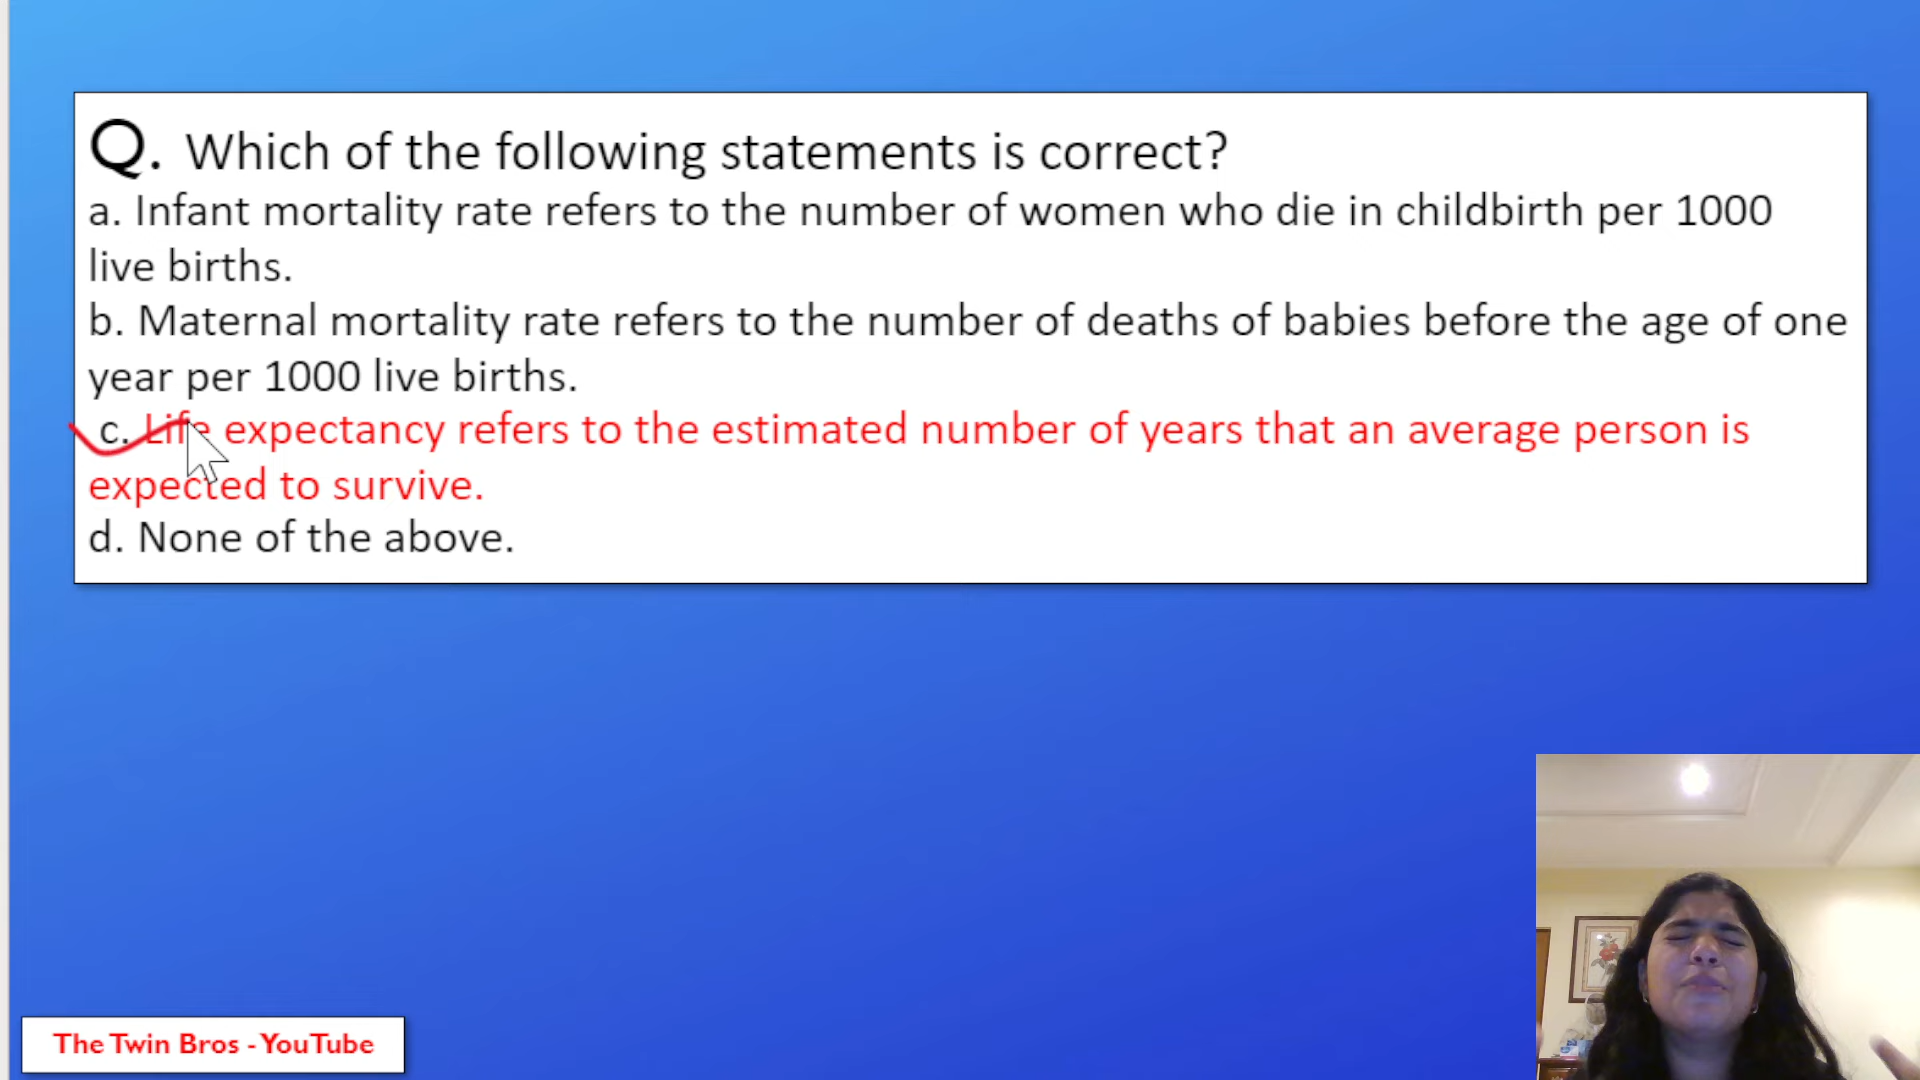 Q. Which of the following statements is correct?
a. Infant mortality rate refers to the number of women who die in childbirth per 1000
live births.
b. Maternal mortality rate refers to the number of deaths of babies before the age of one
year per 1000 live births.
c. Life expectancy refers to the estimated number of years that an average person is
expected to survive.
d. None of the above.
The Twin Bros - YouTube